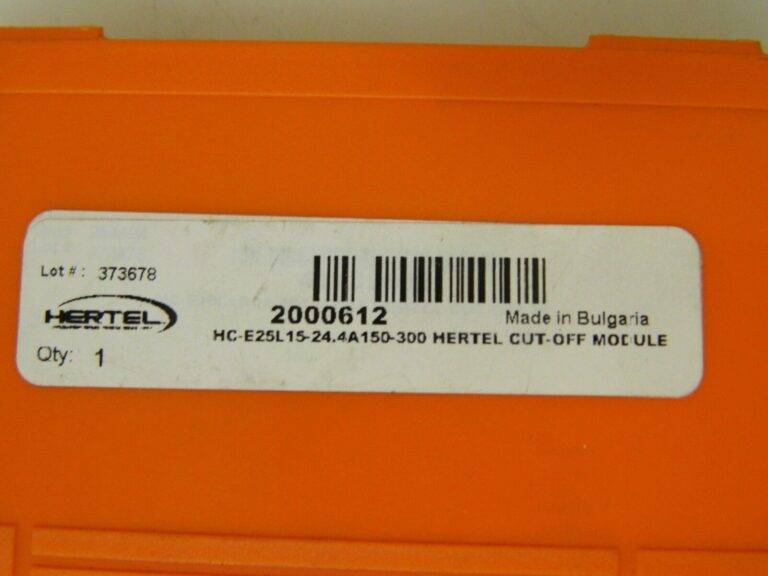 Lot #: 373678
HERTEL
2000612
Made in Bulgaria
HC-E25L15-24.4A150-300 HERTEL CUT-OFF MODULE
Qty: 1